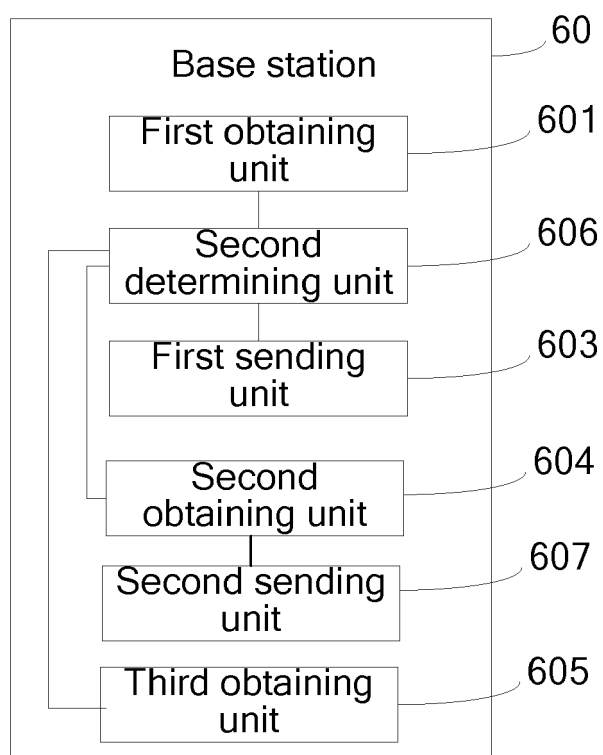 60
Base station
601
First obtaining
unit
606
Second
determining unit
603
First sending
unit
604
Second
obtaining unit
607
Second sending
unit
605
Third obtaining
unit